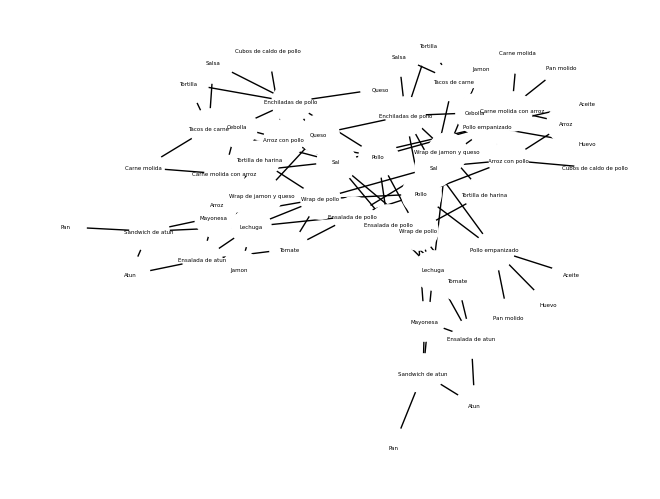 Tortilla
Cubos de caldo de pollo
Carne molida
Salsa
Salsa
Jamon
Pan molido
Tortilla
Tacos de carne
Queso
Enchiladas de pollo
Aceite
Carne molida con arroz
Cebolla
Enchiladas de pollo
Arroz
Cebolla
Pollo empanizado
Tacos de carne
Queso
Arroz con pollo
Huevo
Wrap de jamon y queso
Pollo
Tortilla de harina
Sal
Arroz con pollo
Carne molida
Sal
Cubos de caldo de pollo
Carne molida con arroz
Pollo
Tortilla de harina
Wrap de jamon y queso
Wrap de pollo
Arroz
Mayonesa
Ensalada de pollo
Ensalada de pollo
Pan
Lechuga
Sandwich de atun
Wrap de pollo
Tomate
Pollo empanizado
Ensalada de atun
Jamon
Lechuga
Atun
Aceite
Tomate
Huevo
Pan molido
Mayonesa
Ensalada de atun
Sandwich de atun
Atun
Pan